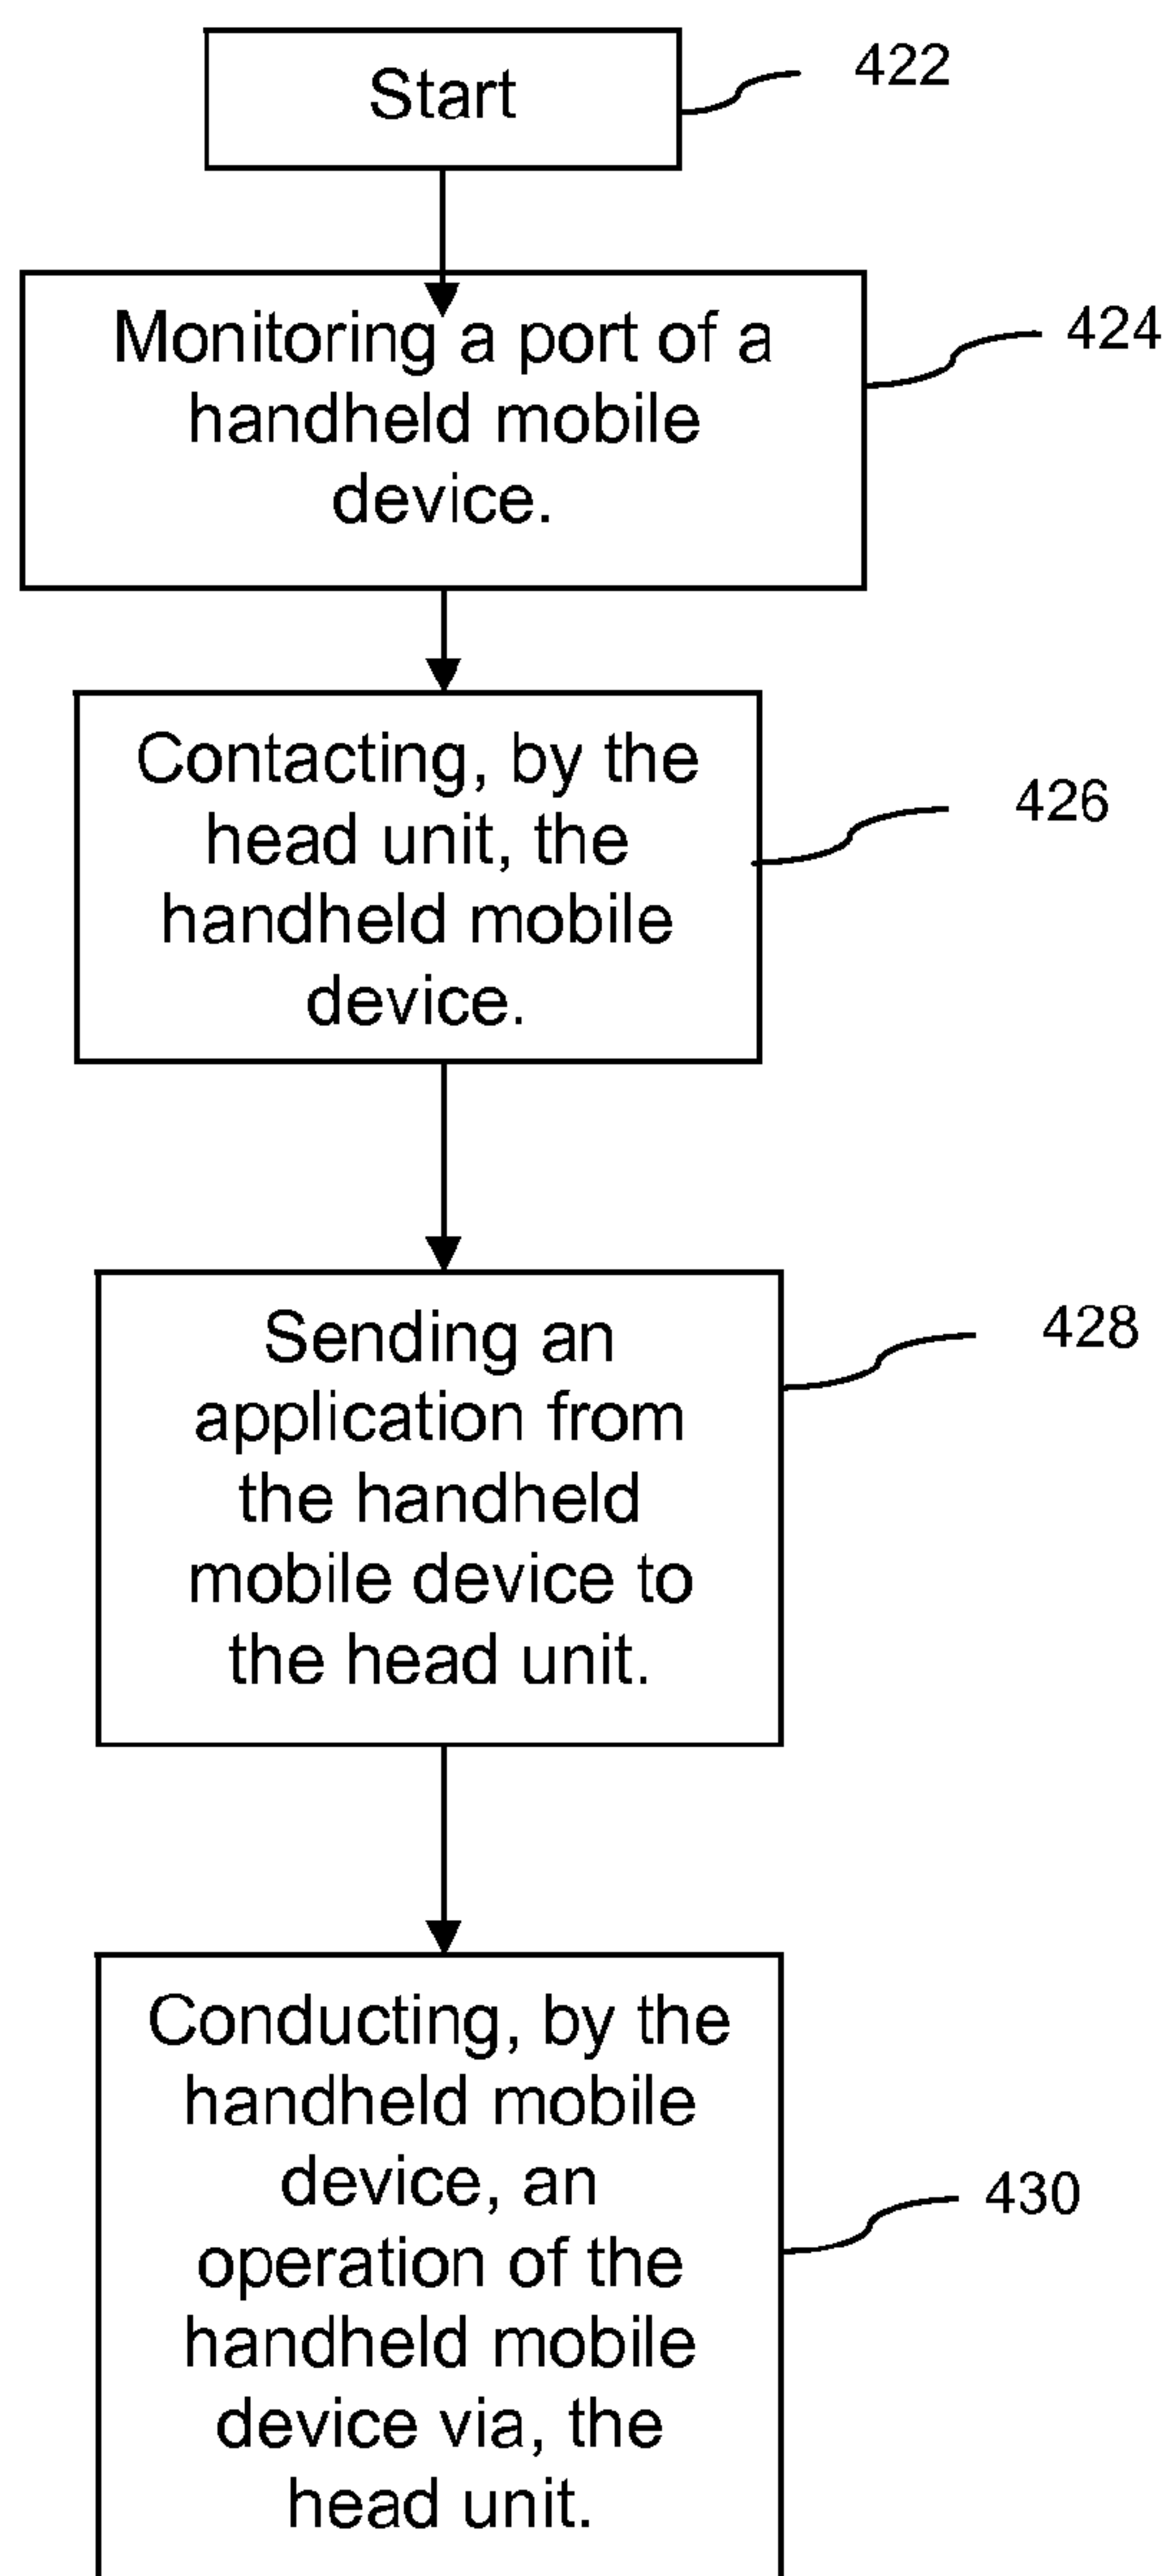 Start
422
Monitoring a port of a
handheld mobile
device.
424
Contacting, by the
head unit, the
handheld mobile
device.
426
Sending an
application from
the handheld
mobile device to
the head unit.
428
Conducting, by the
handheld mobile
device, an
operation of the
handheld mobile
device via, the
head unit.
430